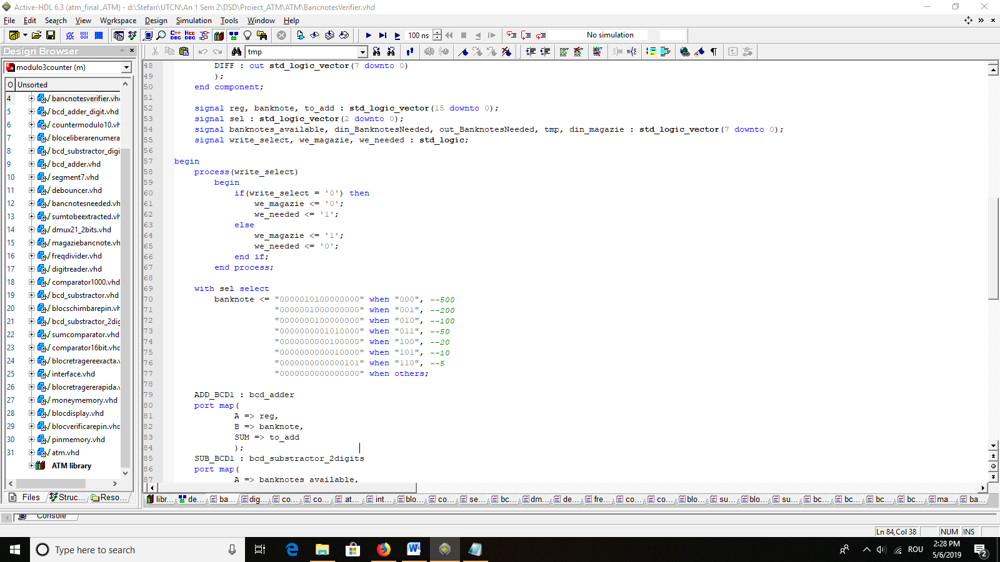 Active-HDL 6.3 (atm_final ,ATM) - d:\Stefan\UTCN\An 1 Sem 2\DSD\Proiect_ATM\ATM\BancnotesVerifier.vhd
File Edit Search View Workspace Design Simulation Tools Window Help
C++ DBG HDL DBG 100 ns No simulation
Design Browser
tmp
modulo3counter (m)
O Unsorted
4 bancnotesverifier.vhd
5 bcd_adder_digit.vhd
6 countermodulo10.vh
7 bloceliberarenumera
8 bcd_substractor_digi
9 bcd_adder.vhd
10 segment7.vhd
11 debouncer.vhd
12 bancnotesneeded.vh
13 sumtobeextracted.vh
14 dmux21_2bits.vhd
15 magaziebancnote.vh
16 freqdivider.vhd
17 digitreader.vhd
18 comparator1000.vhd
19 bcd_substractor.vhd
20 blocschimbarepin.vh
21 bcd_substractor_2dig
22 sumcomparator.vhd
23 comparator16bit.vhd
24 blocretragereexacta.v
25 interface.vhd
26 blocretragererapida.v
27 moneymemory.vhd
28 blocdisplay.vhd
29 blocverificarepin.vhd
30 pinmemory.vhd
31 atm.vhd
ATM library
Files Struc... Reso...
48 DIFF : out std_logic_vector(7 downto 0)
49 );
50 end component;
51
52 signal reg, banknote, to_add : std_logic_vector(15 downto 0);
53 signal sel : std_logic_vector(2 downto 0);
54 signal banknotes_available, din_BanknotesNeeded, out_BanknotesNeeded, tmp, din_magazie : std_logic_vector(7 downto 0);
55 signal write_select, we_magazie, we_needed : std_logic;
56
57 begin
58 process(write_select)
59 begin
60 if(write_select = '0') then
61 we_magazie <= '0';
62 we_needed <= '1';
63 else
64 we_magazie <= '1';
65 we_needed <= '0';
66 end if;
67 end process;
68
69 with sel select
70 banknote <= "0000010100000000" when "000", --500
71 "0000001000000000" when "001", --200
72 "0000000100000000" when "010", --100
73 "0000000001010000" when "011", --50
74 "0000000000100000" when "100", --20
75 "0000000000010000" when "101", --10
76 "0000000000000101" when "110", --5
77 "0000000000000000" when others;
78
79 ADD_BCD1 : bcd_adder
80 port map(
81 A => reg,
82 B => banknote,
83 SUM => to_add
84 );
85 SUB_BCD1 : bcd_substractor_2digits
86 port map(
87 A => banknotes_available,
libr... de... ba... dig... co... co... at... int... blo... co... se... bc... dm... de... fre... co... co... blo... su... blo... su... bc... bc... bc... bc... ma... ba...
Console
Ln 84,Col 38 NUM INS
Type here to search
ROU
2:28 PM
5/6/2019
2